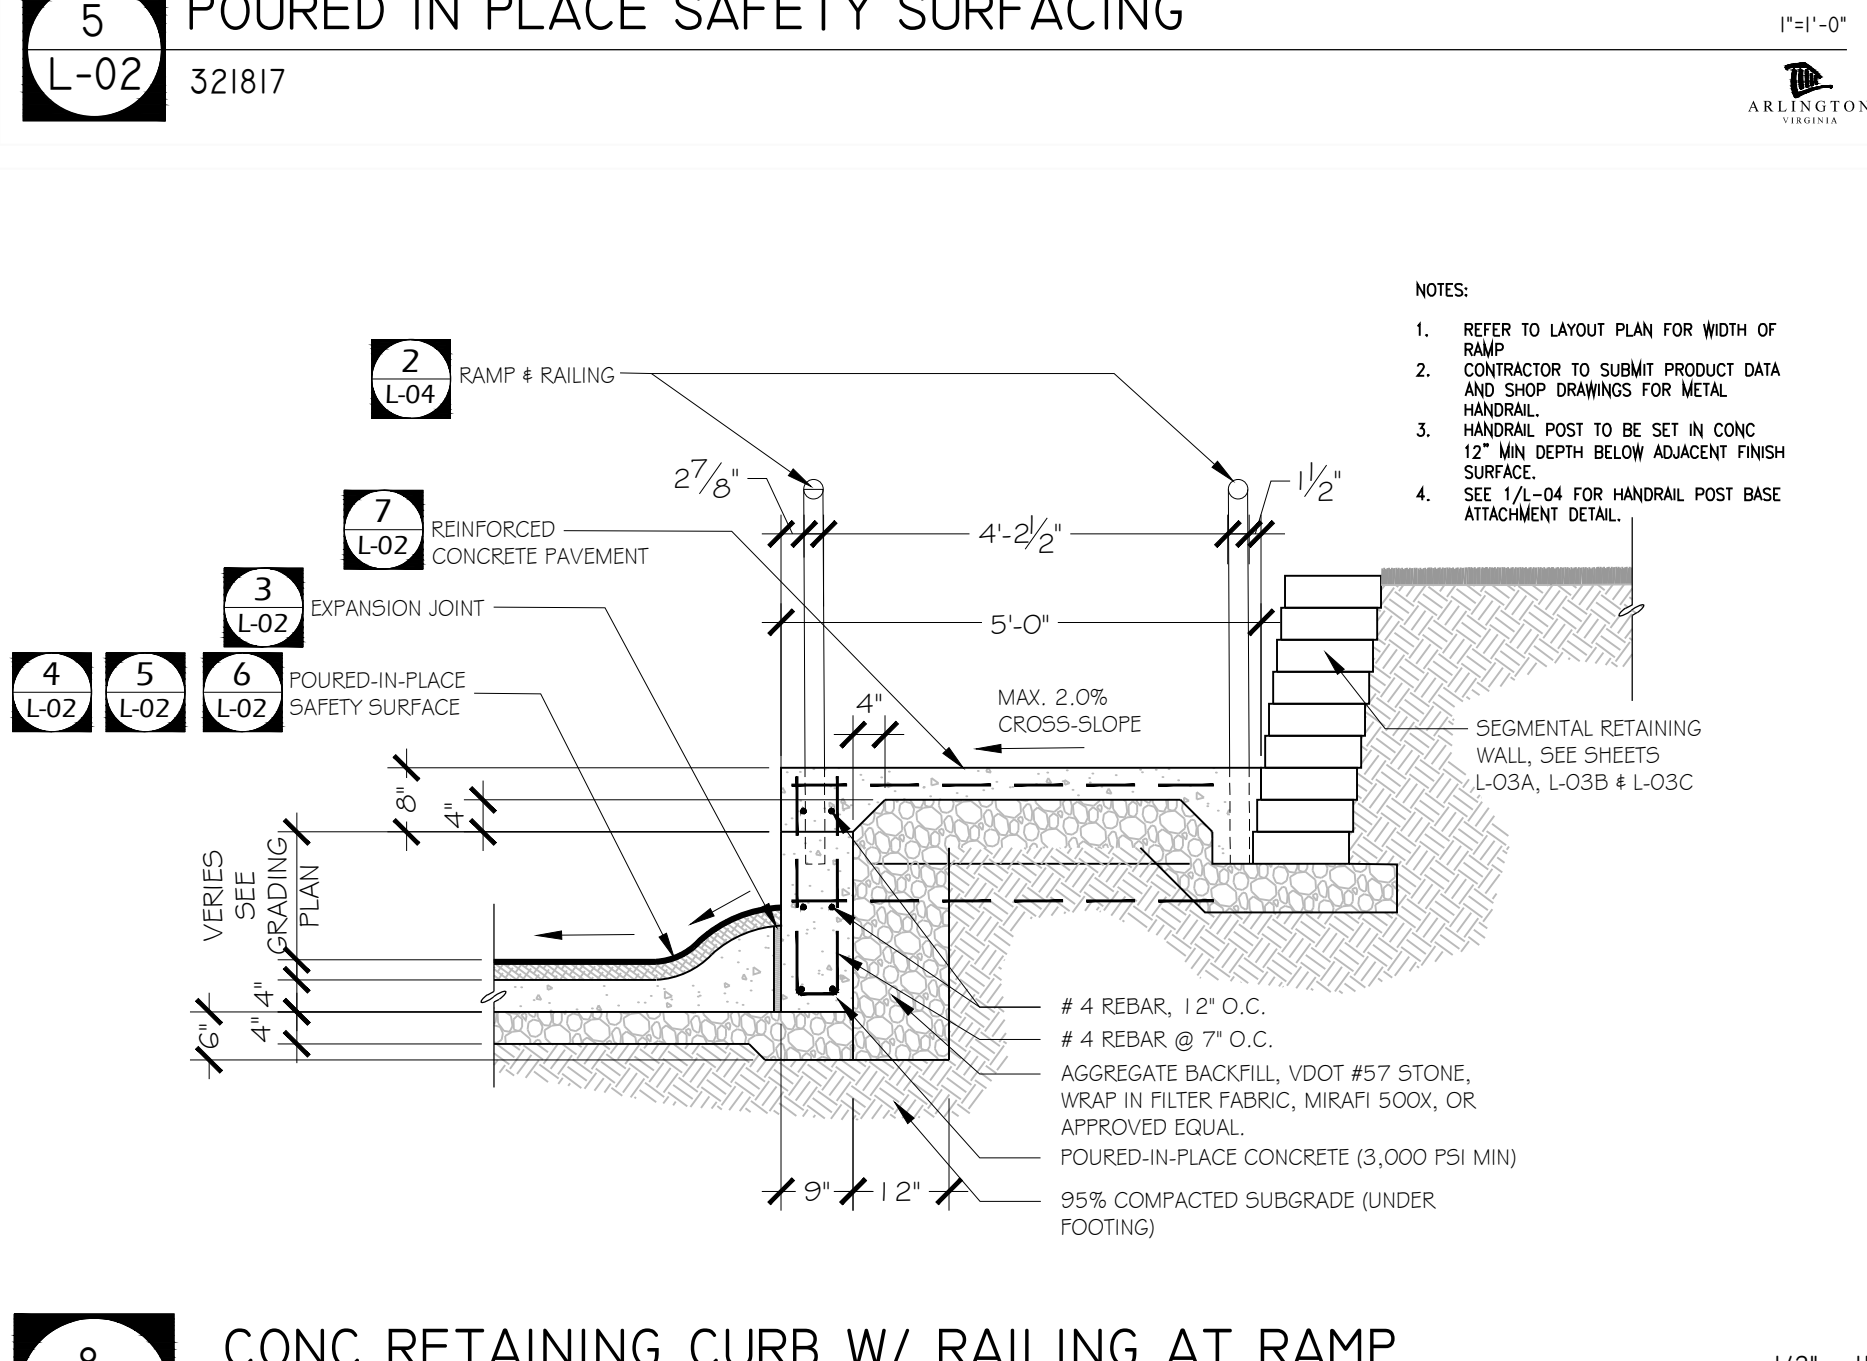 5
L-02
POURED IN PLACE SAFETY SURFACING
1"=1'-0"
321817
ARLINGTON
VIRGINIA
NOTES:
1. REFER TO LAYOUT PLAN FOR WIDTH OF
RAMP
2. CONTRACTOR TO SUBMIT PRODUCT DATA
AND SHOP DRAWINGS FOR METAL
HANDRAIL.
3. HANDRAIL POST TO BE SET IN CONC
12" MIN DEPTH BELOW ADJACENT FINISH
SURFACE.
4. SEE 1/L-04 FOR HANDRAIL POST BASE
ATTACHMENT DETAIL.
2
L-04
RAMP & RAILING
2 7/8"
1 1/2"
4'-2 1/2"
7
L-02
REINFORCED
CONCRETE PAVEMENT
3
L-02
EXPANSION JOINT
5'-0"
4
L-02
5
L-02
6
L-02
POURED-IN-PLACE
SAFETY SURFACE
4"
MAX. 2.0%
CROSS-SLOPE
SEGMENTAL RETAINING
WALL, SEE SHEETS
L-03A, L-03B & L-03C
8"
4"
VERIES
SEE
GRADING
PLAN
4"
4"
6"
# 4 REBAR, 12" O.C.
# 4 REBAR @ 7" O.C.
AGGREGATE BACKFILL, VDOT #57 STONE,
WRAP IN FILTER FABRIC, MIRAFI 500X, OR
APPROVED EQUAL.
POURED-IN-PLACE CONCRETE (3,000 PSI MIN)
95% COMPACTED SUBGRADE (UNDER
FOOTING)
9"
12"
CONC RETAINING CURB W/ RAILING AT RAMP